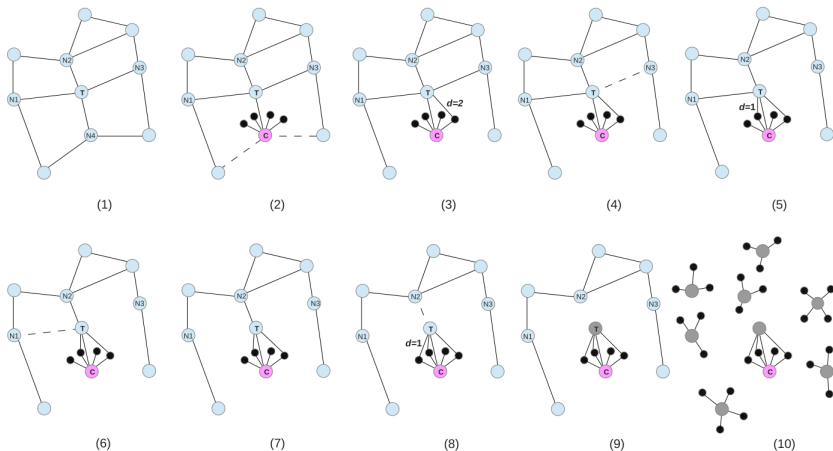 N2
N3
T
N1
N4
(1)
N2
N3
T
N1
C
(2)
N2
N3
T
N1
d=2
C
(3)
N2
N3
T
N1
C
(4)
N2
N3
T
N1
d=1
C
(5)
N2
N3
T
N1
C
(6)
N2
N3
T
N1
C
(7)
N2
N3
T
N1
d=1
C
(8)
N2
N3
T
N1
C
(9)
C
(10)